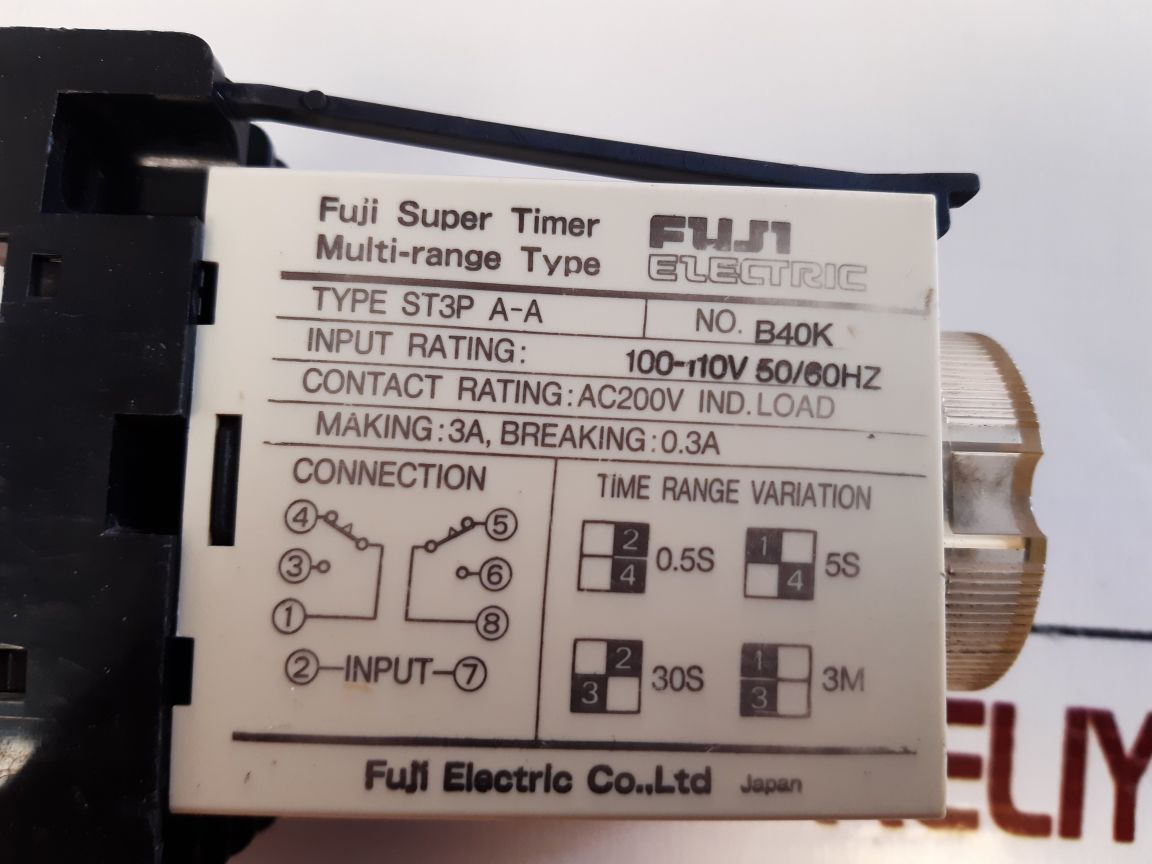 Fuji Super Timer
Multi-range Type
FUJI
ELECTRIC
TYPE ST3P A-A
NO. B40K
INPUT RATING: 100-110V 50/60HZ
CONTACT RATING:AC200V IND.LOAD
MAKING:3A, BREAKING:0.3A
CONNECTION
4 5
3 6
1 8
2 INPUT 7
TIME RANGE VARIATION
2 4 0.5S
1 4 5S
2 3 30S
1 3 3M
Fuji Electric Co.,Ltd Japan
ELIY